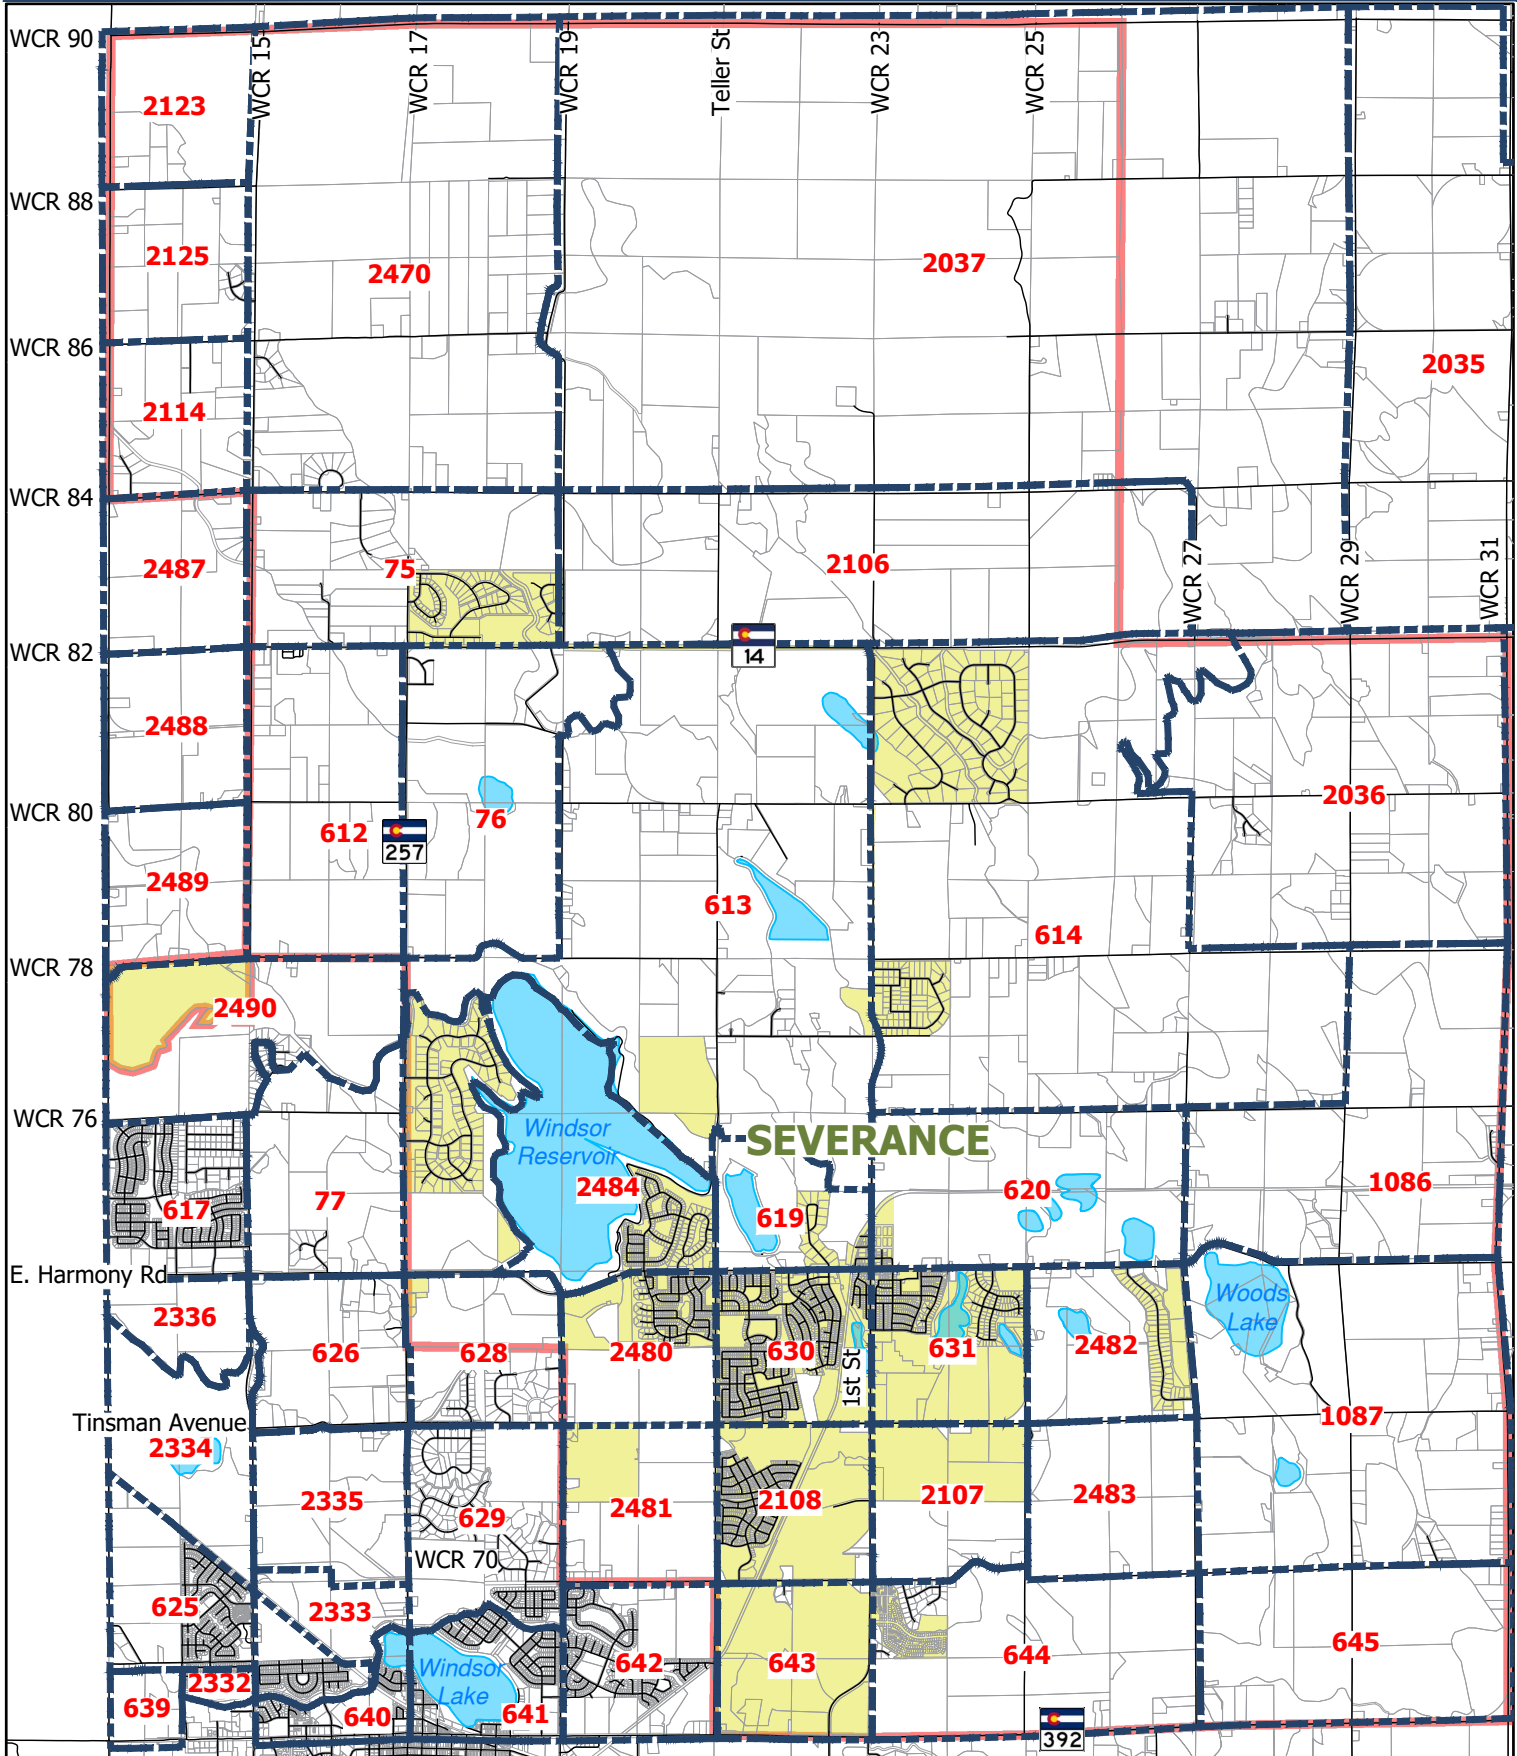 WCR 90
WCR 15
WCR 17
WCR 19
Teller St
WCR 23
WCR 25
2123
WCR 88
2125
2470
2037
WCR 86
2035
2114
WCR 84
2487
75
2106
WCR 27
WCR 29
WCR 31
WCR 82
14
2488
2036
WCR 80
76
612
257
2489
613
614
WCR 78
2490
WCR 76
Windsor
Reservoir
SEVERANCE
2484
617
77
619
620
1086
E. Harmony Rd
2336
Woods
Lake
626
628
2480
630
1st St
631
2482
Tinsman Avenue
1087
2334
2335
629
2481
2108
2107
2483
WCR 70
625
2333
642
643
644
645
2332
Windsor
Lake
639
640
641
392